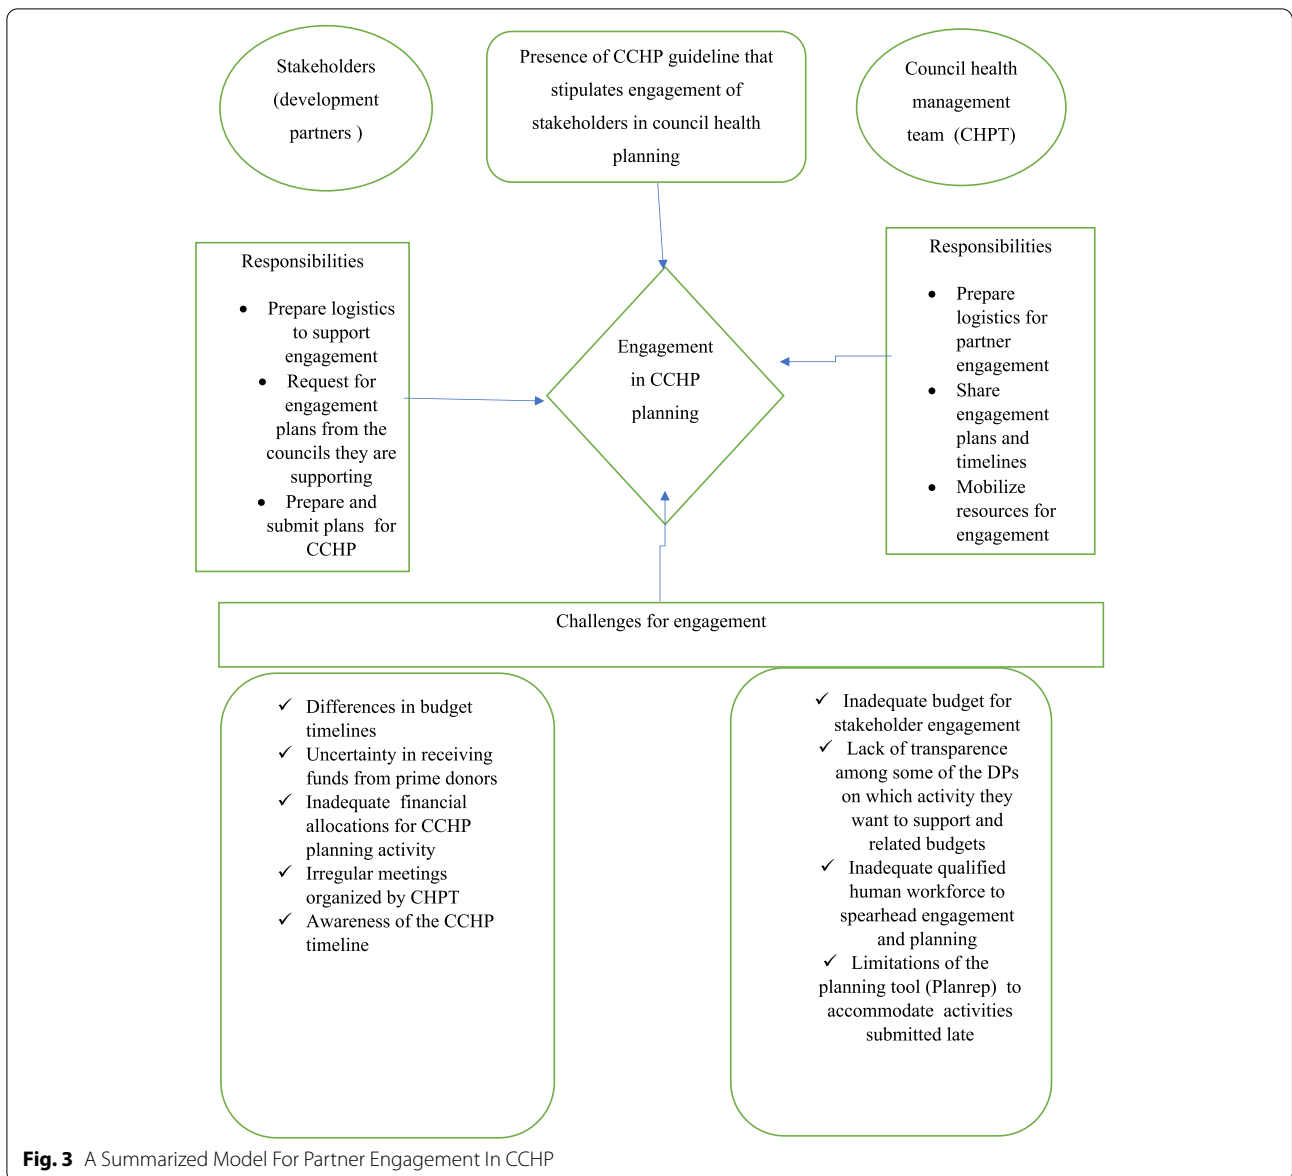 Stakeholders
(development
partners )
Presence of CCHP guideline that
stipulates engagement of
stakeholders in council health
planning
Council health
management
team (CHPT)
Responsibilities
• Prepare logistics
to support
engagement
• Request for
engagement
plans from the
councils they are
supporting
• Prepare and
submit plans for
CCHP
Engagement
in CCHP
planning
Responsibilities
• Prepare
logistics for
partner
engagement
• Share
engagement
plans and
timelines
• Mobilize
resources for
engagement
Challenges for engagement
✓ Differences in budget
timelines
✓ Uncertainty in receiving
funds from prime donors
✓ Inadequate financial
allocations for CCHP
planning activity
✓ Irregular meetings
organized by CHPT
✓ Awareness of the CCHP
timeline
✓ Inadequate budget for
stakeholder engagement
✓ Lack of transparence
among some of the DPs
on which activity they
want to support and
related budgets
✓ Inadequate qualified
human workforce to
spearhead engagement
and planning
✓ Limitations of the
planning tool (Planrep) to
accommodate activities
submitted late
Fig. 3 A Summarized Model For Partner Engagement In CCHP